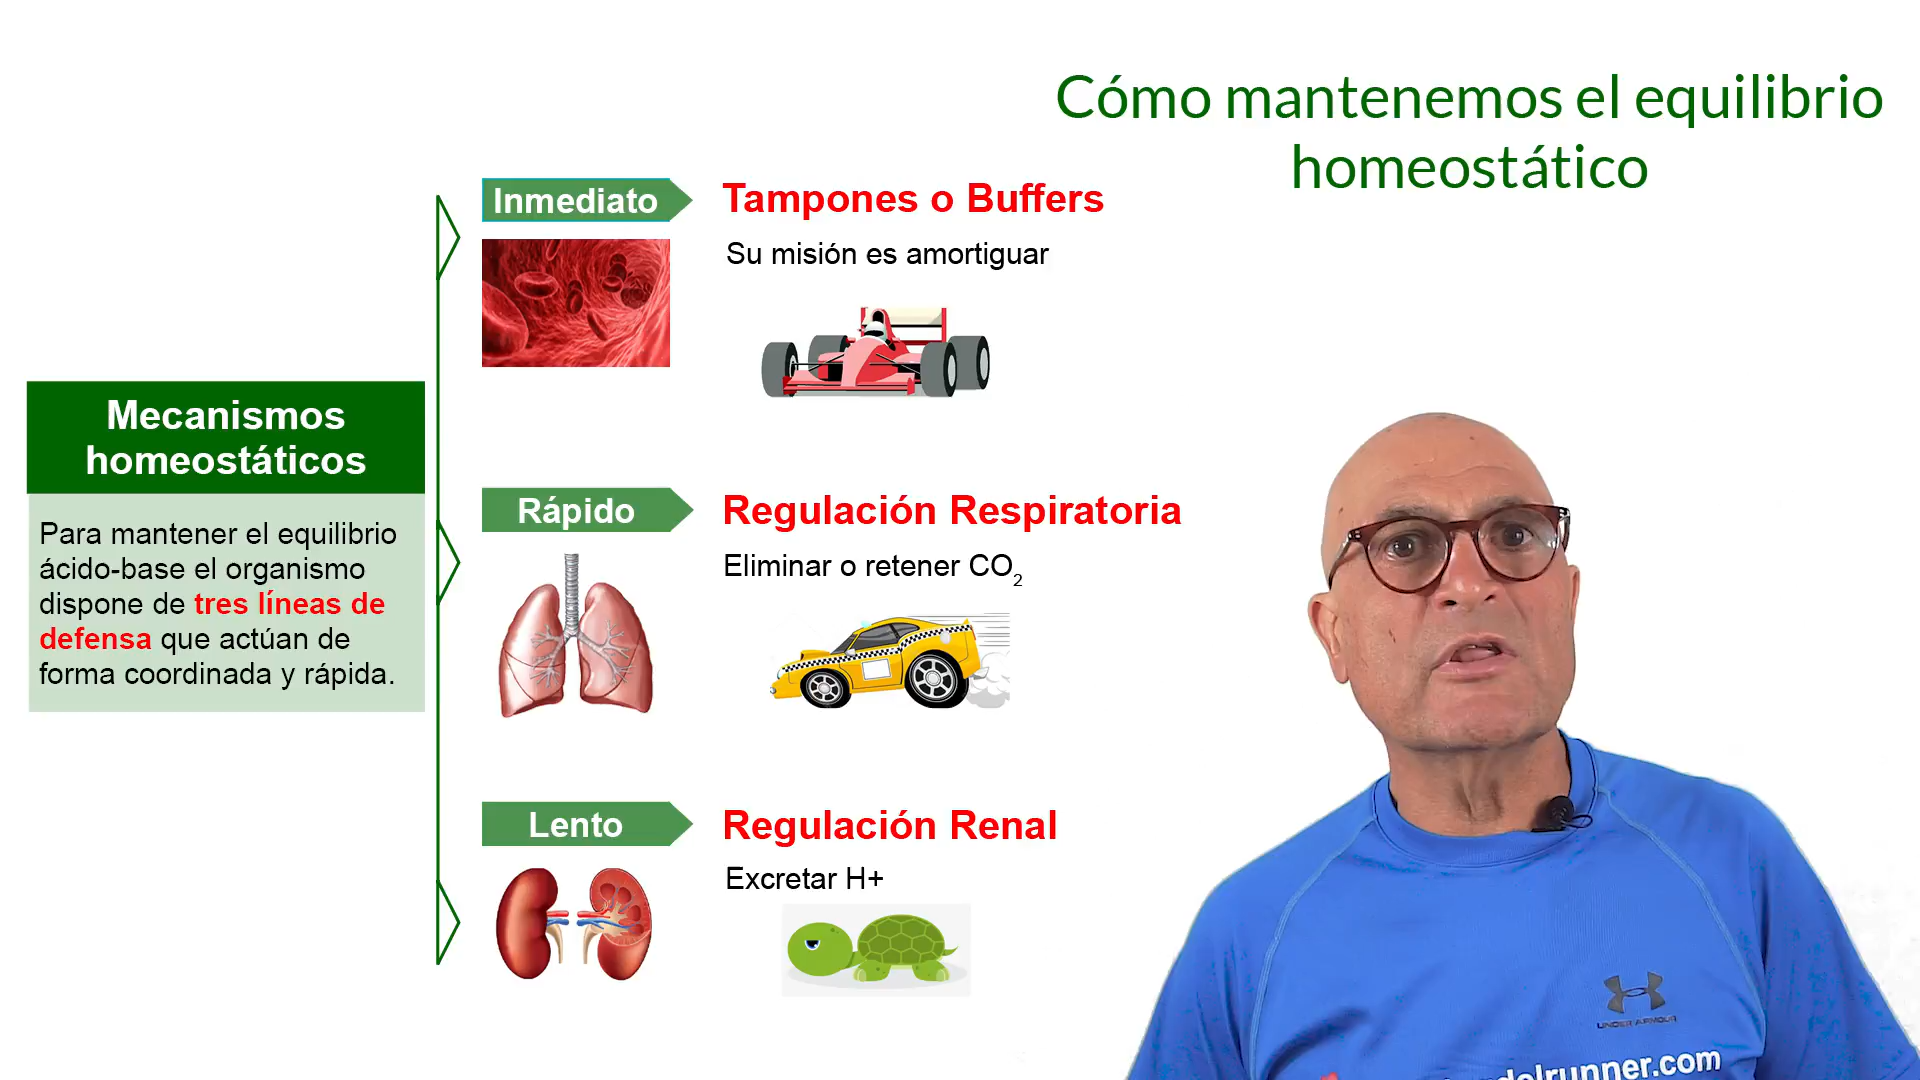 Cómo mantenemos el equilibrio
homeostático
Mecanismos
homeostáticos
Para mantener el equilibrio
ácido-base el organismo
dispone de tres líneas de
defensa que actúan de
forma coordinada y rápida.
Inmediato
Tampones o Buffers
Su misión es amortiguar
Rápido
Regulación Respiratoria
Eliminar o retener CO₂
Lento
Regulación Renal
Excretar H+
UNDER ARMOUR